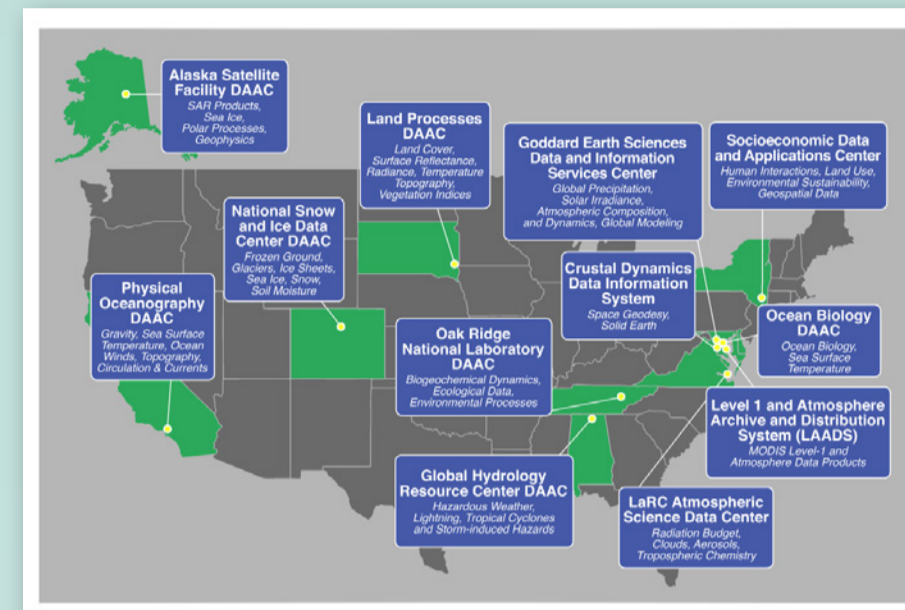 Alaska Satellite
Facility DAAC
SAR Products,
Sea Ice,
Polar Processes,
Geophysics
Land Processes
DAAC
Land Cover,
Surface Reflectance,
Radiance, Temperature
Topography,
Vegetation Indices
Goddard Earth Sciences
Data and Information
Services Center
Global Precipitation,
Solar Irradiance,
Atmospheric Composition,
and Dynamics, Global Modeling
Socioeconomic Data
and Applications Center
Human Interactions, Land Use,
Environmental Sustainability,
Geospatial Data
National Snow
and Ice Data
Center DAAC
Frozen Ground,
Glaciers, Ice Sheets,
Sea Ice, Snow,
Soil Moisture
Crustal Dynamics
Data Information
System
Space Geodesy,
Solid Earth
Physical
Oceanography
DAAC
Gravity, Sea Surface
Temperature, Ocean
Winds, Topography,
Circulation & Currents
Ocean Biology
DAAC
Ocean Biology,
Sea Surface
Temperature
Oak Ridge
National Laboratory
DAAC
Biogeochemical Dynamics,
Ecological Data,
Environmental Processes
Level 1 and Atmosphere
Archive and Distribution
System (LAADS)
MODIS Level-1 and
Atmosphere Data Products
Global Hydrology
Resource Center DAAC
Hazardous Weather,
Lightning, Tropical Cyclones
and Storm-induced Hazards
LaRC Atmospheric
Science Data Center
Radiation Budget,
Clouds, Aerosols,
Tropospheric Chemistry